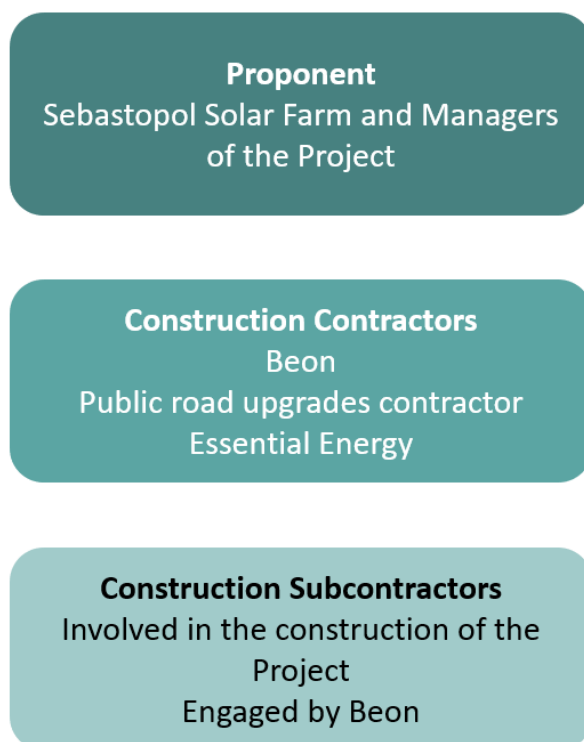 Proponent
Sebastopol Solar Farm and Managers
of the Project
Construction Contractors
Beon
Public road upgrades contractor
Essential Energy
Construction Subcontractors
Involved in the construction of the
Project
Engaged by Beon